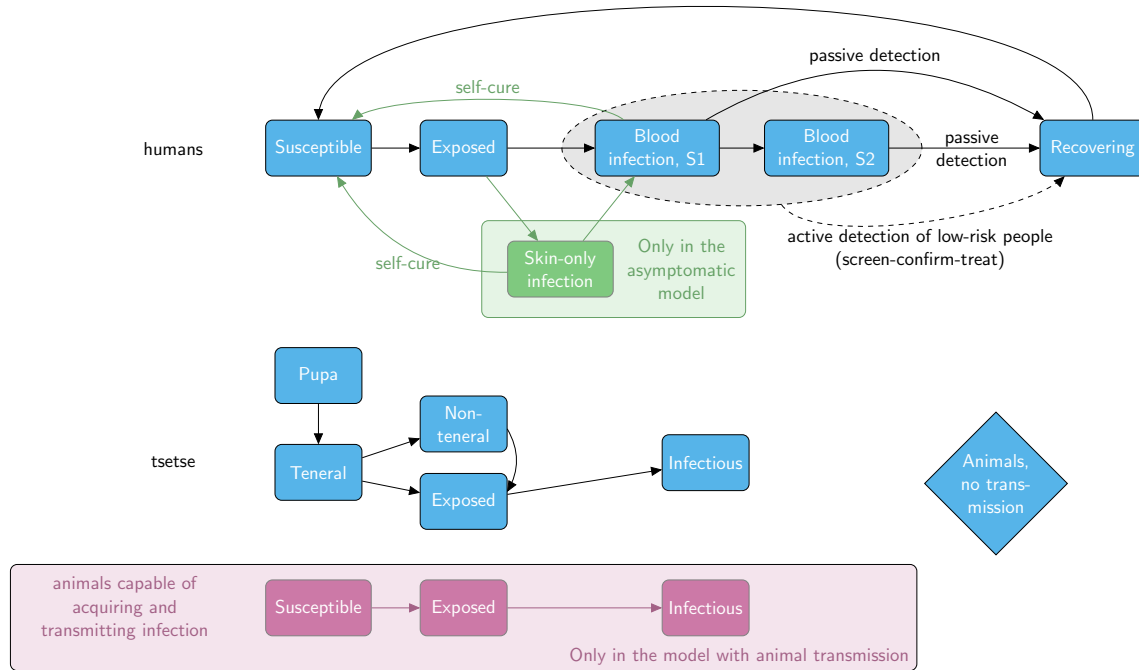 passive detection
self-cure
humans
Susceptible
Exposed
Blood
infection, S1
Blood
infection, S2
passive
detection
Recovering
active detection of low-risk people
(screen-confirm-treat)
self-cure
Skin-only
infection
Only in the
asymptomatic
model
Pupa
tsetse
Teneral
Non-
teneral
Exposed
Infectious
Animals,
no trans-
mission
animals capable of
acquiring and
transmitting infection
Susceptible
Exposed
Infectious
Only in the model with animal transmission